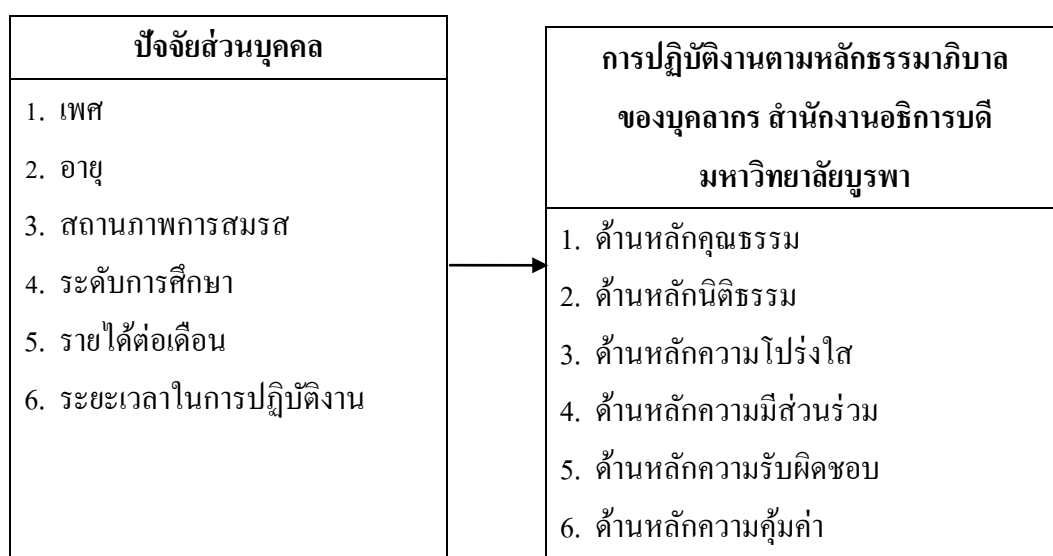 ปัจจัยส่วนบุคคล
1. เพศ
2. อายุ
3. สถานภาพการสมรส
4. ระดับการศึกษา
5. รายได้ต่อเดือน
6. ระยะเวลาในการปฏิบัติงาน
การปฏิบัติงานตามหลักธรรมาภิบาล
ของบุคลากร สำนักงานอธิการบดี
มหาวิทยาลัยบูรพา
1. ด้านหลักคุณธรรม
2. ด้านหลักนิติธรรม
3. ด้านหลักความโปร่งใส
4. ด้านหลักความมีส่วนร่วม
5. ด้านหลักความรับผิดชอบ
6. ด้านหลักความคุ้มค่า